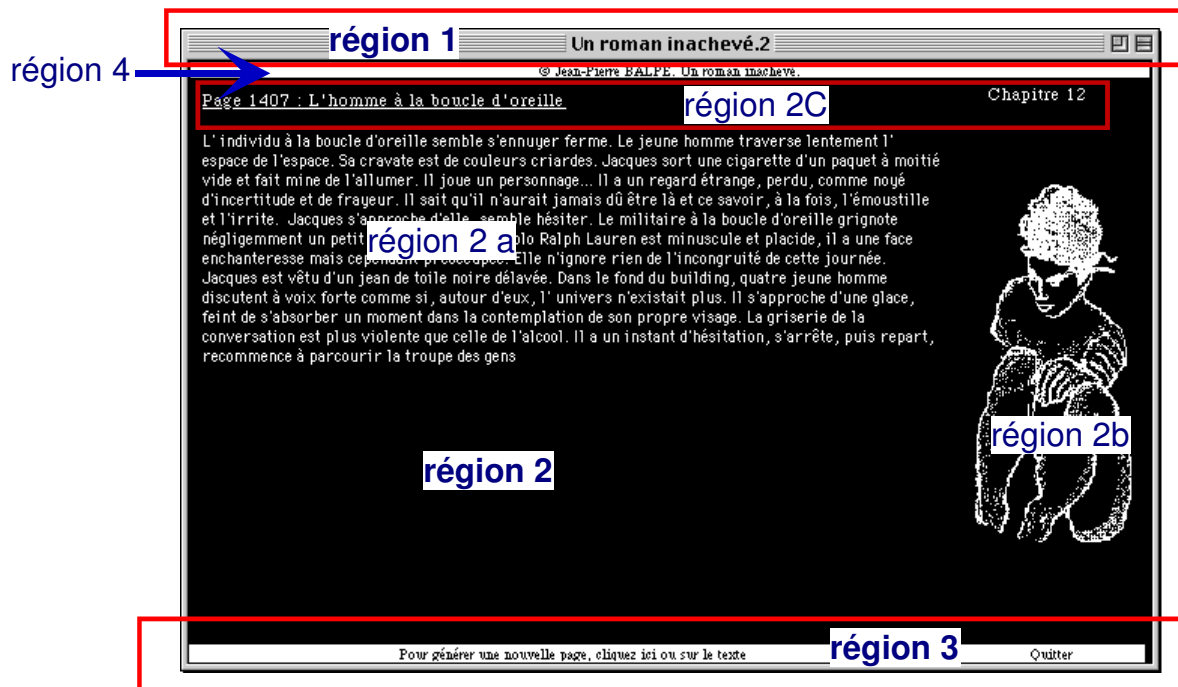 région 1
Un roman inachevé.2
région 4
© Jean-Pierre BALPE. Un roman inachevé.
Page 1407 : L'homme à la boucle d'oreille
région 2C
Chapitre 12
L' individu à la boucle d'oreille semble s'ennuyer ferme. Le jeune homme traverse lentement l'
espace de l'espace. Sa cravate est de couleurs criardes. Jacques sort une cigarette d'un paquet à moitié
vide et fait mine de l'allumer. Il joue un personnage... Il a un regard étrange, perdu, comme noyé
d'incertitude et de frayeur. Il sait qu'il n'aurait jamais dû être là et ce savoir, à la fois, l'émoustille
et l'irrite. Jacques s'approche d'elle, semble hésiter. Le militaire à la boucle d'oreille grignote
négligemment un petit
région 2 a
lo Ralph Lauren est minuscule et placide, il a une face
enchanteresse mais cependant préoccupée. Elle n'ignore rien de l'incongruité de cette journée.
Jacques est vêtu d'un jean de toile noire délavée. Dans le fond du building, quatre jeune homme
discutent à voix forte comme si, autour d'eux, l' univers n'existait plus. Il s'approche d'une glace,
feint de s'absorber un moment dans la contemplation de son propre visage. La griserie de la
conversation est plus violente que celle de l'alcool. Il a un instant d'hésitation, s'arrête, puis repart,
recommence à parcourir la troupe des gens
région 2b
région 2
région 3
Pour générer une nouvelle page, cliquez ici ou sur le texte
Quitter